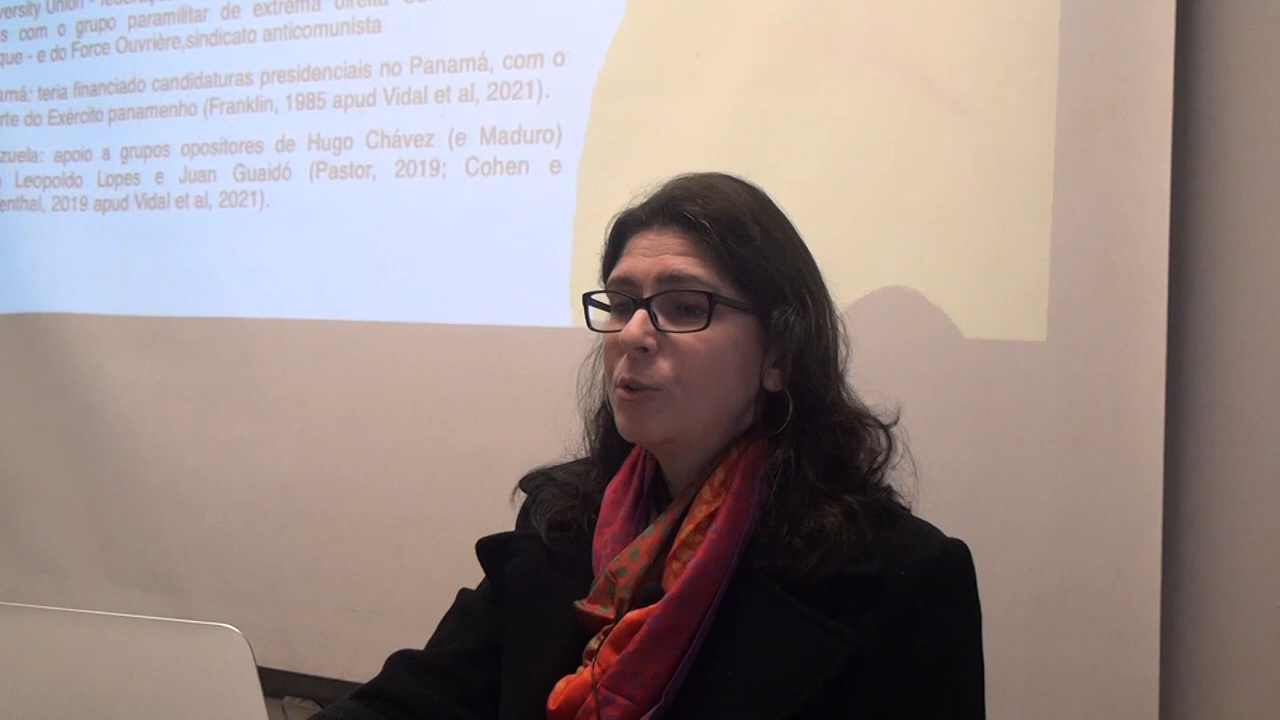 versity Union -
s com o grupo paramilitar de extrema direita
que - e do Force Ouvrière,sindicato anticomunista
amá: teria financiado candidaturas presidenciais no Panamá, com o
rte do Exército panamenho (Franklin, 1985 apud Vidal et al, 2021).
zuela: apoio a grupos opositores de Hugo Chávez (e Maduro)
Leopoldo Lopes e Juan Guaidó (Pastor, 2019; Cohen e
enthal, 2019 apud Vidal et al, 2021).